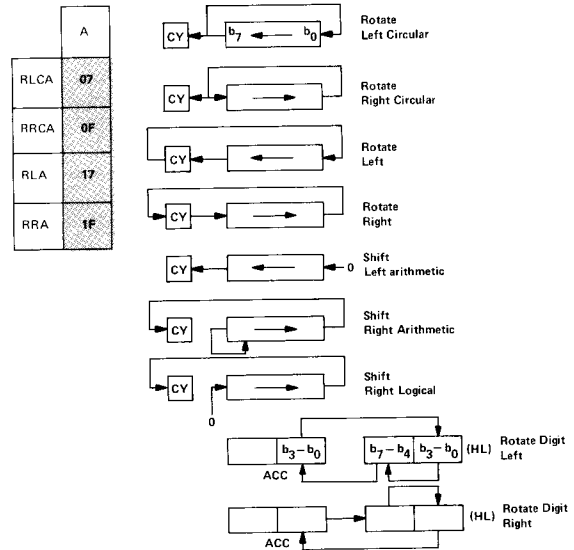 A
RLCA 07
RRCA 0F
RLA 17
RRA 1F
CY b7 b0 Rotate
Left Circular
CY Rotate
Right Circular
CY Rotate
Left
CY Rotate
Right
CY 0 Shift
Left arithmetic
CY Shift
Right Arithmetic
CY Shift
Right Logical
0
b3–b0 b7–b4 b3–b0 (HL) Rotate Digit
Left
ACC
(HL) Rotate Digit
Right
ACC